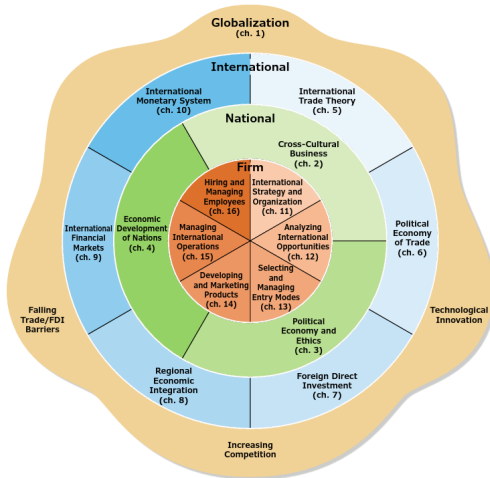 Globalization
(ch. 1)
International
International
Monetary System
(ch. 10)
International
Trade Theory
(ch. 5)
National
Cross-Cultural
Business
(ch. 2)
Firm
Hiring and
Managing
Employees
(ch. 16)
International
Strategy and
Organization
(ch. 11)
Economic
Development
of Nations
(ch. 4)
Managing
International
Operations
(ch. 15)
Analyzing
International
Opportunities
(ch. 12)
International
Financial
Markets
(ch. 9)
Political
Economy
of Trade
(ch. 6)
Developing
and Marketing
Products
(ch. 14)
Selecting
and
Managing
Entry Modes
(ch. 13)
Falling
Trade/FDI
Barriers
Technological
Innovation
Political
Economy and
Ethics
(ch. 3)
Regional
Economic
Integration
(ch. 8)
Foreign Direct
Investment
(ch. 7)
Increasing
Competition